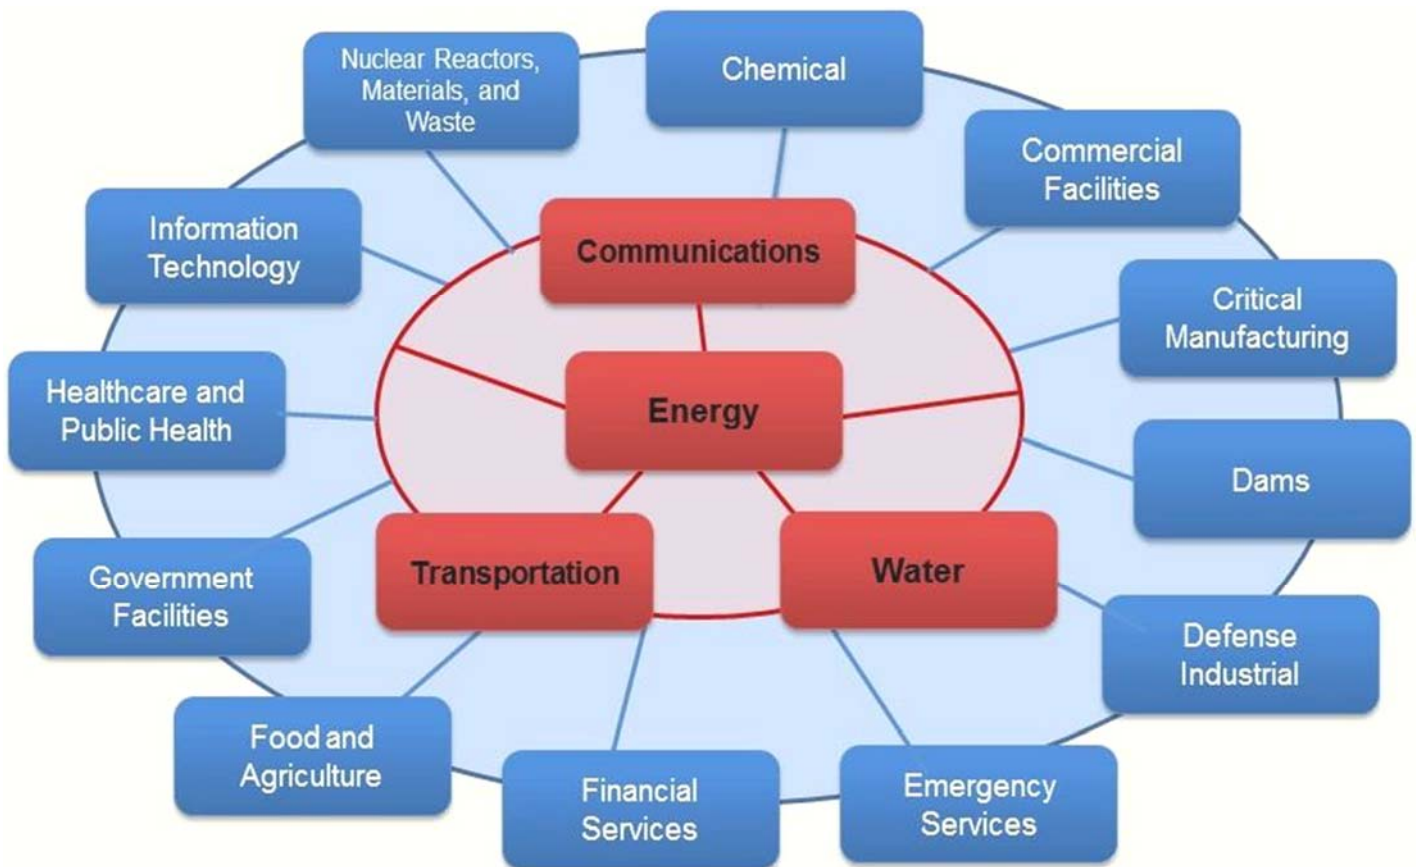 Nuclear Reactors,
Materials, and
Waste
Chemical
Commercial
Facilities
Information
Technology
Communications
Critical
Manufacturing
Healthcare and
Public Health
Energy
Dams
Government
Facilities
Transportation
Water
Defense
Industrial
Food and
Agriculture
Financial
Services
Emergency
Services